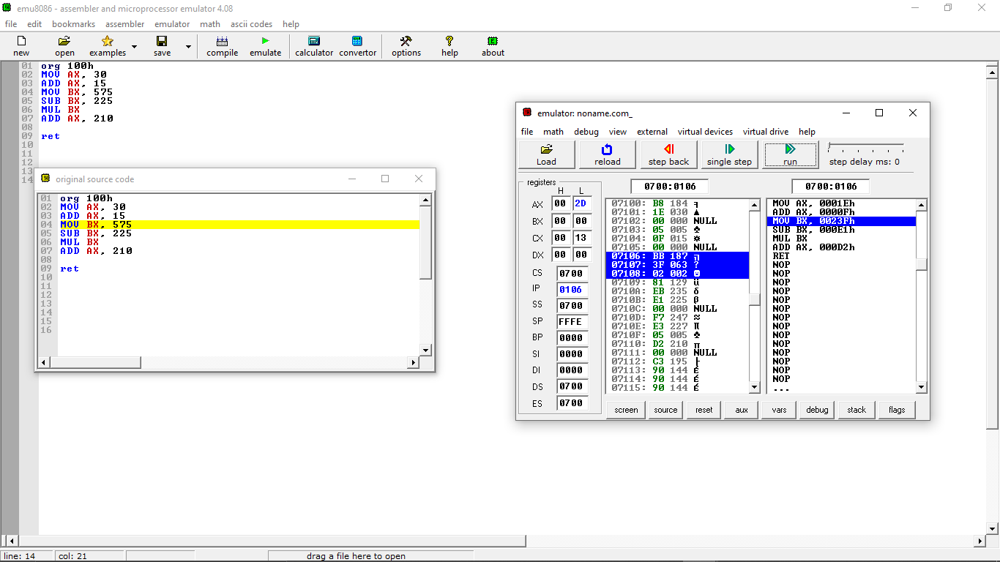 emu8086 - assembler and microprocessor emulator 4.08
file edit bookmarks assembler emulator math ascii codes help
new open examples save compile emulate calculator convertor options help about
01 org 100h
02 MOV AX, 30
03 ADD AX, 15
04 MOV BX, 575
05 SUB BX, 225
06 MUL BX
07 ADD AX, 210
08
09 ret
10
11
12
13
14
original source code
01 org 100h
02 MOV AX, 30
03 ADD AX, 15
04 MOV BX, 575
05 SUB BX, 225
06 MUL BX
07 ADD AX, 210
08
09 ret
10
11
12
13
14
15
16
emulator: noname.com_
file math debug view external virtual devices virtual drive help
Load reload step back single step run step delay ms: 0
registers
H L
AX 00 2D
BX 00 00
CX 00 13
DX 00 00
CS 0700
IP 0106
SS 0700
SP FFFE
BP 0000
SI 0000
DI 0000
DS 0700
ES 0700
0700:0106
07100: B8 184 ╕
07101: 1E 030 ▲
07102: 00 000 NULL
07103: 05 005 ♣
07104: 0F 015 ☼
07105: 00 000 NULL
07106: BB 187 ╗
07107: 3F 063 ?
07108: 02 002 ☻
07109: 81 129 ü
0710A: EB 235 δ
0710B: E1 225 β
0710C: 00 000 NULL
0710D: F7 247 ≈
0710E: E3 227 π
0710F: 05 005 ♣
07110: D2 210 ╥
07111: 00 000 NULL
07112: C3 195 ├
07113: 90 144 É
07114: 90 144 É
07115: 90 144 É
0700:0106
MOV AX, 0001Eh
ADD AX, 0000Fh
MOV BX, 0023Fh
SUB BX, 000E1h
MUL BX
ADD AX, 000D2h
RET
NOP
NOP
NOP
NOP
NOP
NOP
NOP
NOP
NOP
NOP
NOP
NOP
NOP
NOP
...
screen source reset aux vars debug stack flags
line: 14 col: 21 drag a file here to open